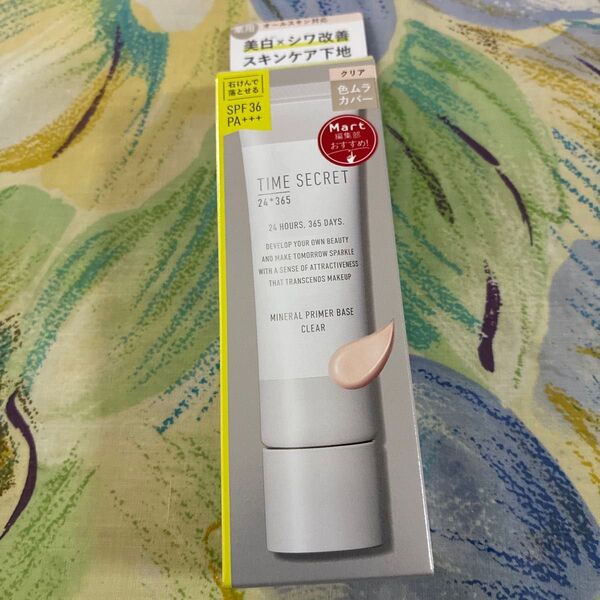 薬用 オールスキン対応
美白×シワ改善
スキンケア下地
石けんで
落とせる
SPF36
PA+++
クリア
色ムラ
カバー
Mart
編集部
おすすめ!
TIME SECRET
24*365
24 HOURS. 365 DAYS.
DEVELOP YOUR OWN BEAUTY
AND MAKE TOMORROW SPARKLE
WITH A SENSE OF ATTRACTIVENESS
THAT TRANSCENDS MAKEUP
MINERAL PRIMER BASE
CLEAR